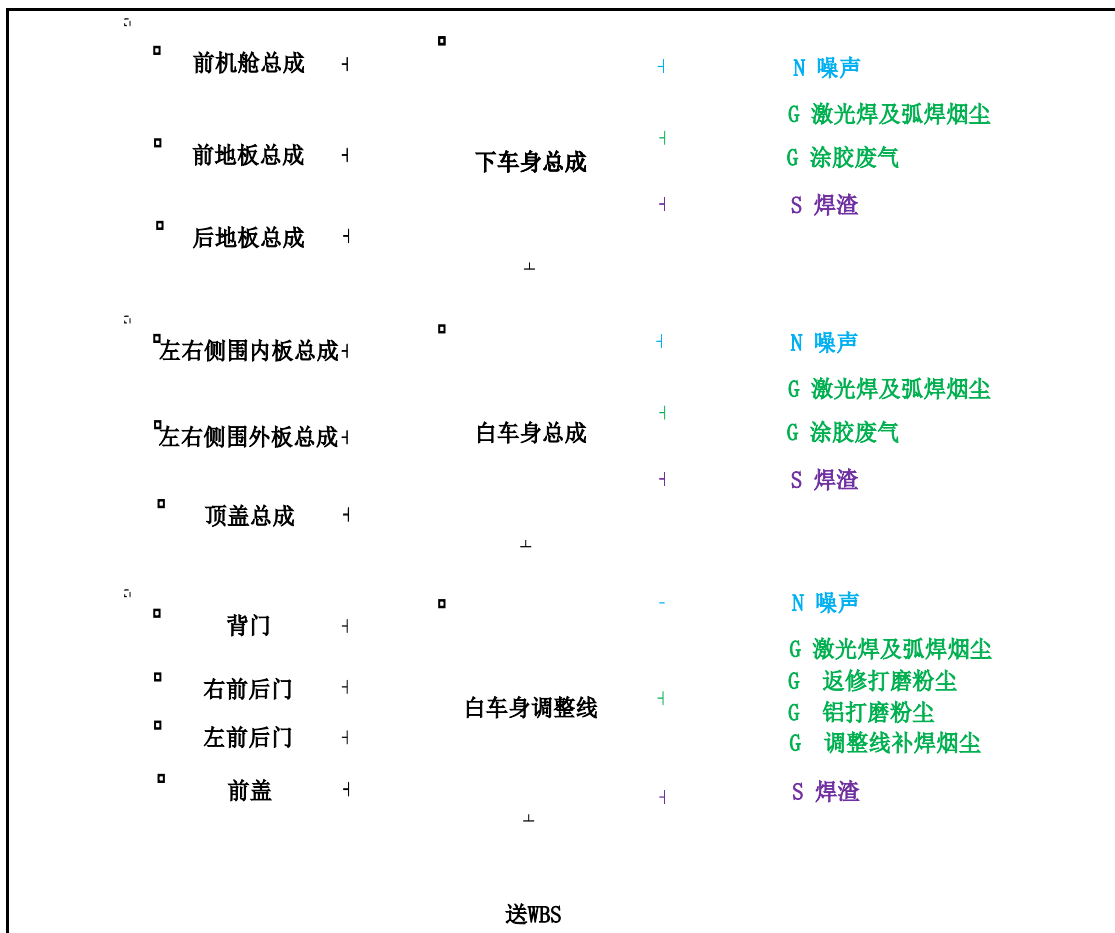 前机舱总成
N 噪声
G 激光焊及弧焊烟尘
前地板总成
下车身总成
G 涂胶废气
S 焊渣
后地板总成
左右侧围内板总成
N 噪声
G 激光焊及弧焊烟尘
左右侧围外板总成
白车身总成
G 涂胶废气
S 焊渣
顶盖总成
背门
N 噪声
G 激光焊及弧焊烟尘
右前后门
G 返修打磨粉尘
白车身调整线
G 铝打磨粉尘
左前后门
G 调整线补焊烟尘
前盖
S 焊渣
送WBS